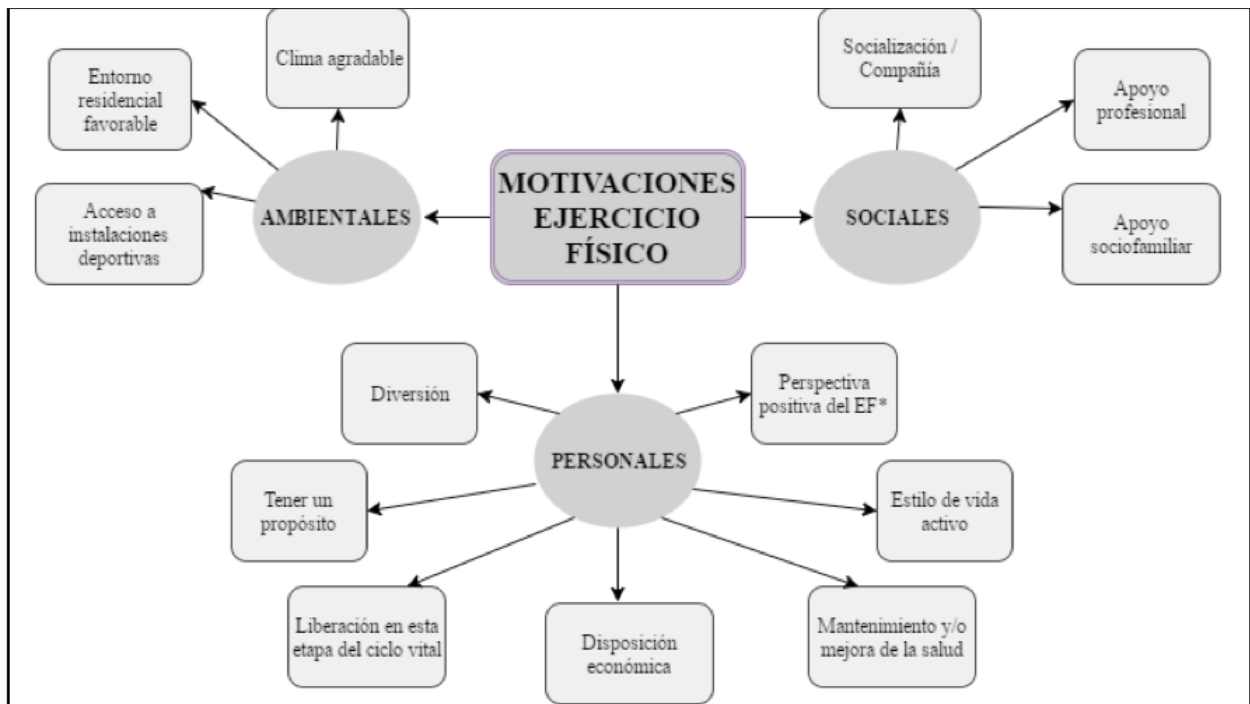 Clima agradable
Entorno
residencial
favorable
Acceso a
instalaciones
deportivas
AMBIENTALES
MOTIVACIONES
EJERCICIO
FÍSICO
Socialización /
Compañía
Apoyo
profesional
SOCIALES
Apoyo
sociofamiliar
Diversión
Perspectiva
positiva del EF*
PERSONALES
Tener un
propósito
Estilo de vida
activo
Liberación en esta
etapa del ciclo vital
Disposición
económica
Mantenimiento y/o
mejora de la salud